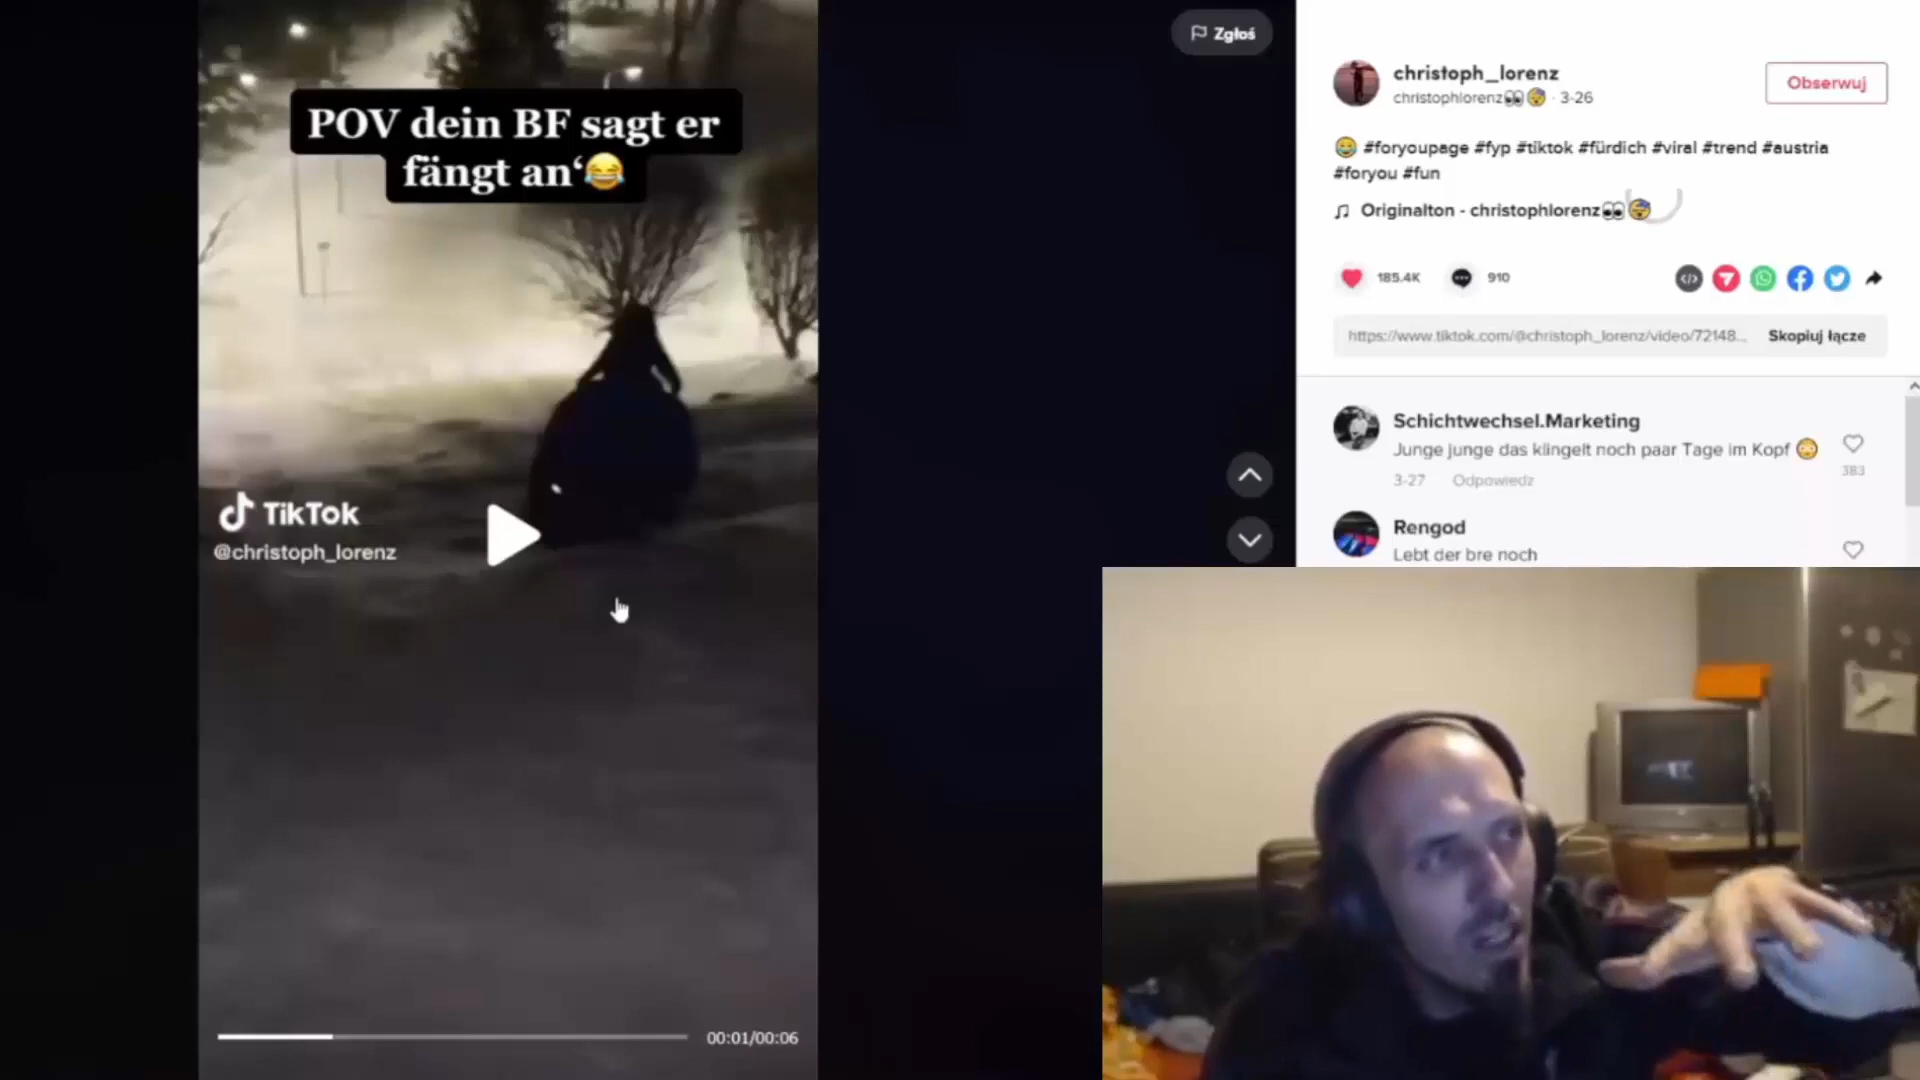 POV dein BF sagt er
fängt an‘😂
TikTok
@christoph_lorenz
00:01/00:06
Zgłoś
christoph_lorenz
christophlorenz👀😴 · 3-26
Obserwuj
😂 #foryoupage #fyp #tiktok #fürdich #viral #trend #austria
#foryou #fun
♫ Originalton - christophlorenz👀😴
185.4K 910
https://www.tiktok.com/@christoph_lorenz/video/72148... Skopiuj łącze
Schichtwechsel.Marketing
Junge junge das klingelt noch paar Tage im Kopf 😳
383
3-27 Odpowiedz
Rengod
Lebt der bre noch